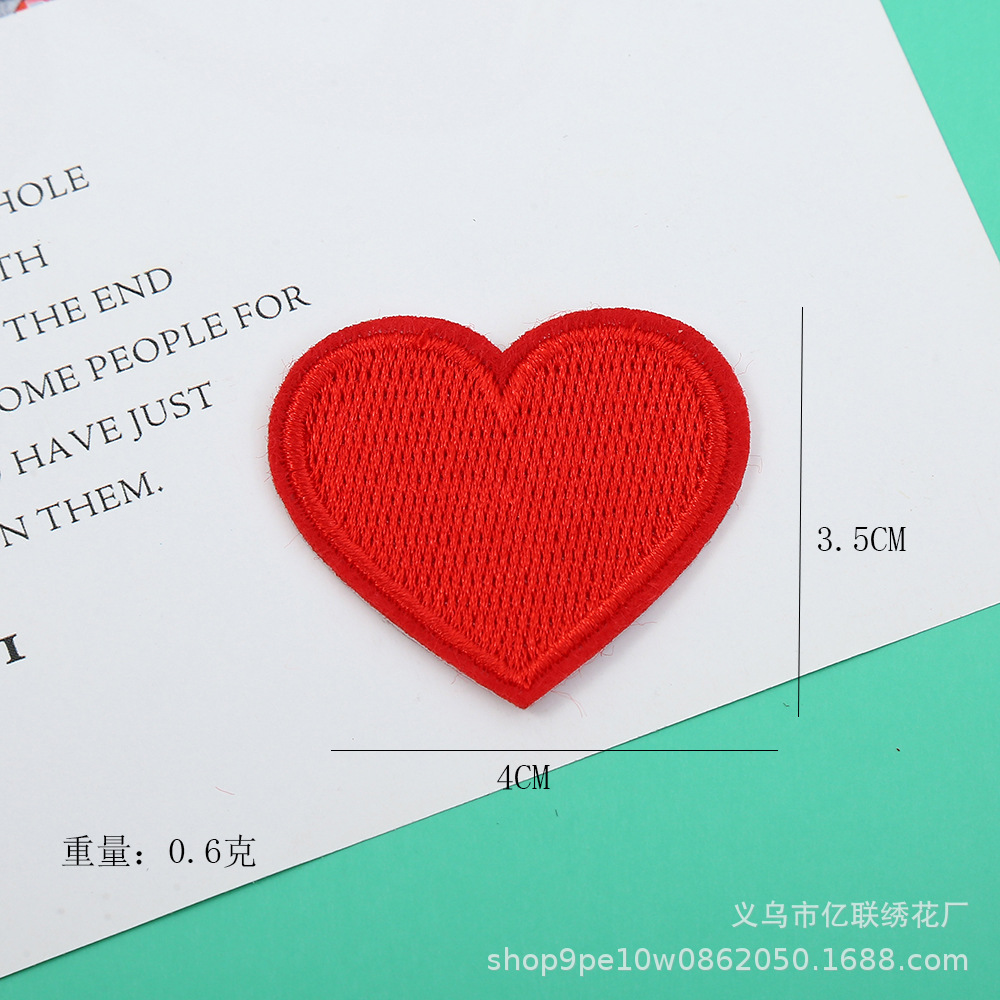 HOLE
TH
THE END
OME PEOPLE FOR
HAVE JUST
N THEM.
I
3.5CM
4CM
重量：0.6克
义乌市亿联绣花厂
shop9pe10w0862050.1688.com